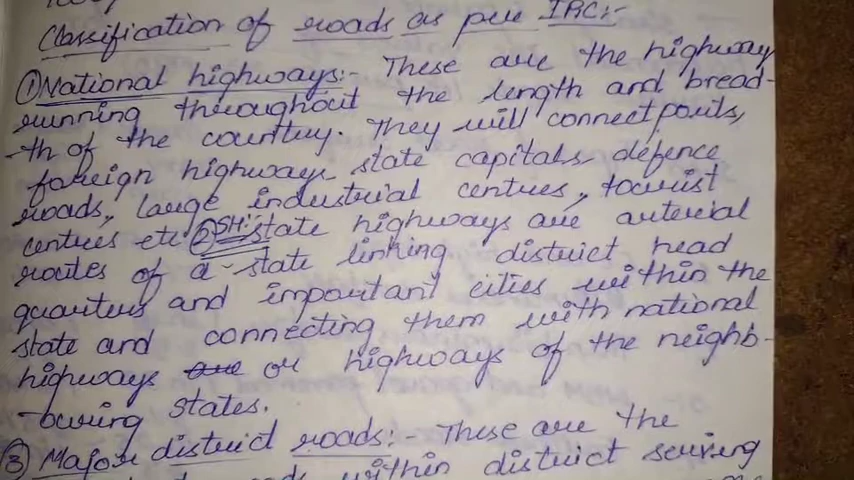 Classification of roads as per IRC:-
① National highways:- These are the highway
running throughout the length and bread-
-th of the country. They will connect ports,
foreign highways state capitals defence
roads, large industrial centres, tourist
centres etc ② SH:- state highways are arterial
routes of a state linking district head
quarters and important cities within the
state and connecting them with national
highways are or highways of the neighb-
-ouring states.
③ Major district roads:- These are the
within district serving